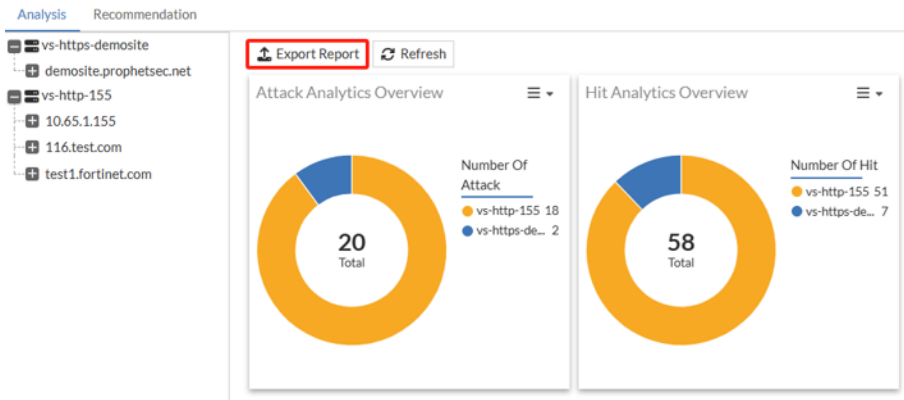 Analysis Recommendation
vs-https-demosite
demosite.prophetsec.net
vs-http-155
10.65.1.155
116.test.com
test1.fortinet.com
Export Report Refresh
Attack Analytics Overview
Number Of
Attack
vs-http-155 18
vs-https-de... 2
20
Total
Hit Analytics Overview
Number Of Hit
vs-http-155 51
vs-https-de... 7
58
Total